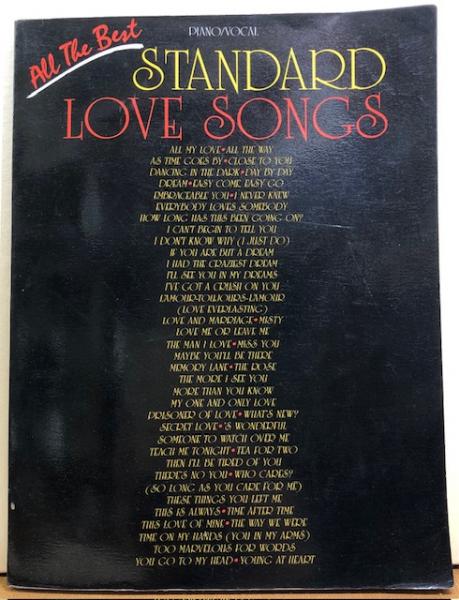 PIANO/VOCAL
All The Best
STANDARD
LOVE SONGS
ALL MY LOVE • ALL THE WAY
AS TIME GOES BY • CLOSE TO YOU
DANCING IN THE DARK • DAY BY DAY
DREAM • EASY COME EASY GO
EMBRACEABLE YOU • I NEVER KNEW
EVERYBODY LOVES SOMEBODY
HOW LONG HAS THIS BEEN GOING ON?
I CAN'T BEGIN TO TELL YOU
I DON'T KNOW WHY (I JUST DO)
IF YOU ARE BUT A DREAM
I HAD THE CRAZIEST DREAM
I'LL SEE YOU IN MY DREAMS
I'VE GOT A CRUSH ON YOU
L'AMOUR-TOUJOURS-L'AMOUR
(LOVE EVERLASTING)
LOVE AND MARRIAGE • MISTY
LOVE ME OR LEAVE ME
THE MAN I LOVE • MISS YOU
MAYBE YOU'LL BE THERE
MEMORY LANE • THE ROSE
THE MORE I SEE YOU
MORE THAN YOU KNOW
MY ONE AND ONLY LOVE
PRISONER OF LOVE • WHAT'S NEW?
SECRET LOVE • 'S WONDERFUL
SOMEONE TO WATCH OVER ME
TEACH ME TONIGHT • TEA FOR TWO
THEN I'LL BE TIRED OF YOU
THERE'S NO YOU • WHO CARES?
(SO LONG AS YOU CARE FOR ME)
THESE THINGS YOU LEFT ME
THIS IS ALWAYS • TIME AFTER TIME
THIS LOVE OF MINE • THE WAY WE WERE
TIME ON MY HANDS (YOU IN MY ARMS)
TOO MARVELOUS FOR WORDS
YOU GO TO MY HEAD • YOUNG AT HEART